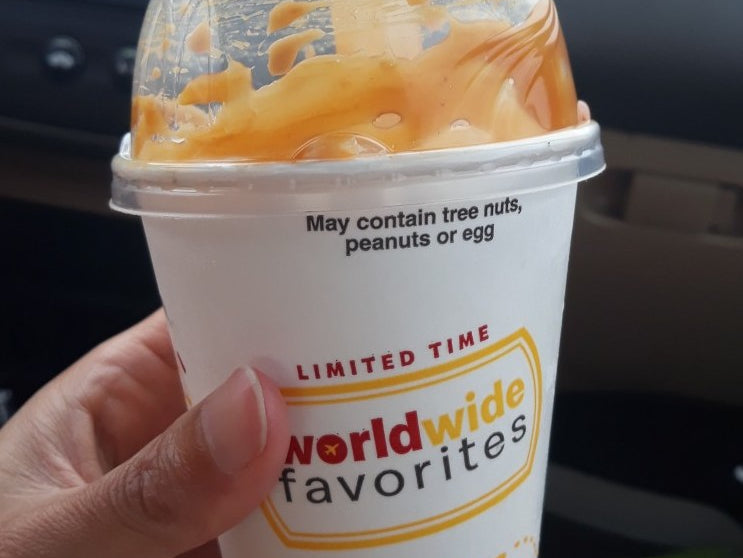 May contain tree nuts,
peanuts or egg
LIMITED TIME
worldwide
favorites